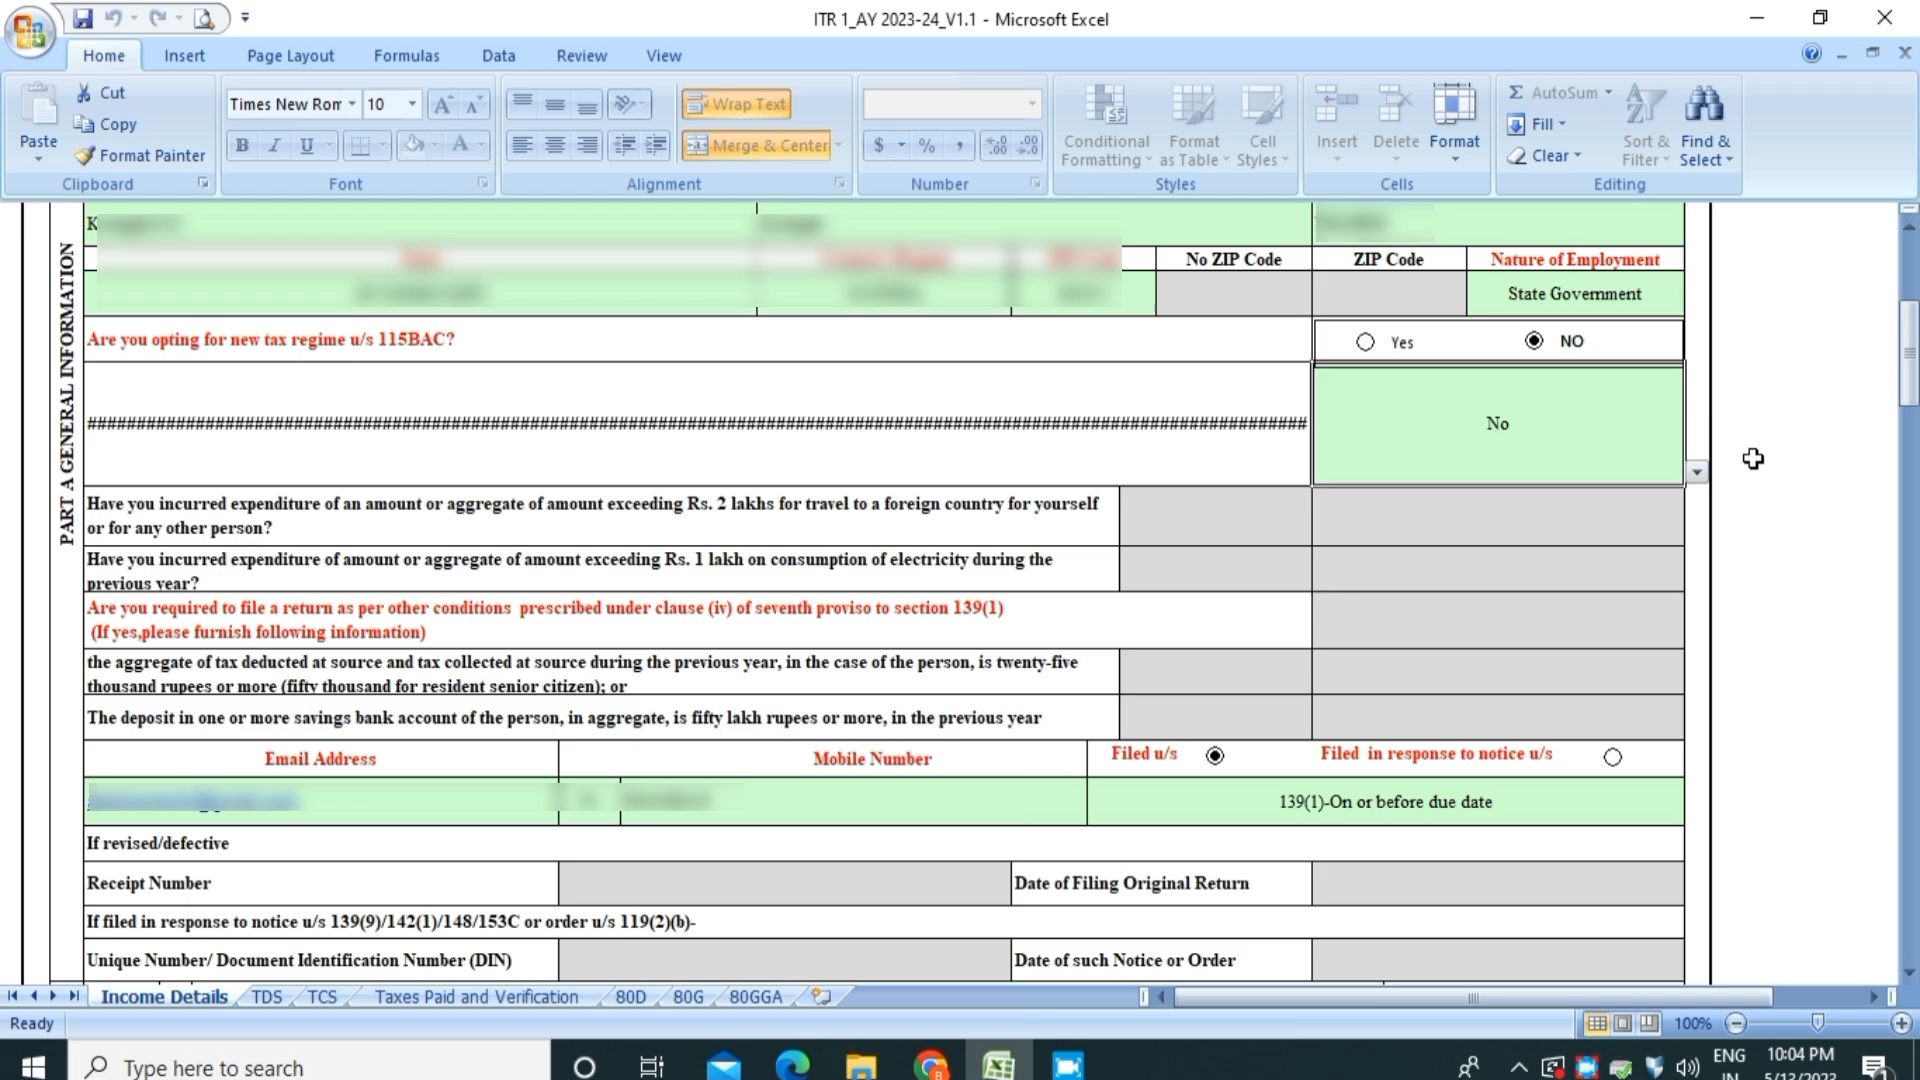 ITR 1_AY 2023-24_V1.1 - Microsoft Excel
Home Insert Page Layout Formulas Data Review View
Paste
Cut
Copy
Format Painter
Clipboard
Times New Ron 10
B I U
Font
Wrap Text
Merge & Center
Alignment
$ % ,
Number
Conditional Formatting
Format as Table
Cell Styles
Styles
Insert Delete Format
Cells
Σ AutoSum
Fill
Clear
Sort & Filter
Find & Select
Editing
PART A GENERAL INFORMATION
K
No ZIP Code ZIP Code Nature of Employment
State Government
Are you opting for new tax regime u/s 115BAC? Yes NO
No
Have you incurred expenditure of an amount or aggregate of amount exceeding Rs. 2 lakhs for travel to a foreign country for yourself
or for any other person?
Have you incurred expenditure of amount or aggregate of amount exceeding Rs. 1 lakh on consumption of electricity during the
previous year?
Are you required to file a return as per other conditions prescribed under clause (iv) of seventh proviso to section 139(1)
(If yes,please furnish following information)
the aggregate of tax deducted at source and tax collected at source during the previous year, in the case of the person, is twenty-five
thousand rupees or more (fifty thousand for resident senior citizen); or
The deposit in one or more savings bank account of the person, in aggregate, is fifty lakh rupees or more, in the previous year
Email Address Mobile Number Filed u/s Filed in response to notice u/s
139(1)-On or before due date
If revised/defective
Receipt Number Date of Filing Original Return
If filed in response to notice u/s 139(9)/142(1)/148/153C or order u/s 119(2)(b)-
Unique Number/ Document Identification Number (DIN) Date of such Notice or Order
Income Details TDS TCS Taxes Paid and Verification 80D 80G 80GGA
Ready 100%
Type here to search
ENG 10:04 PM